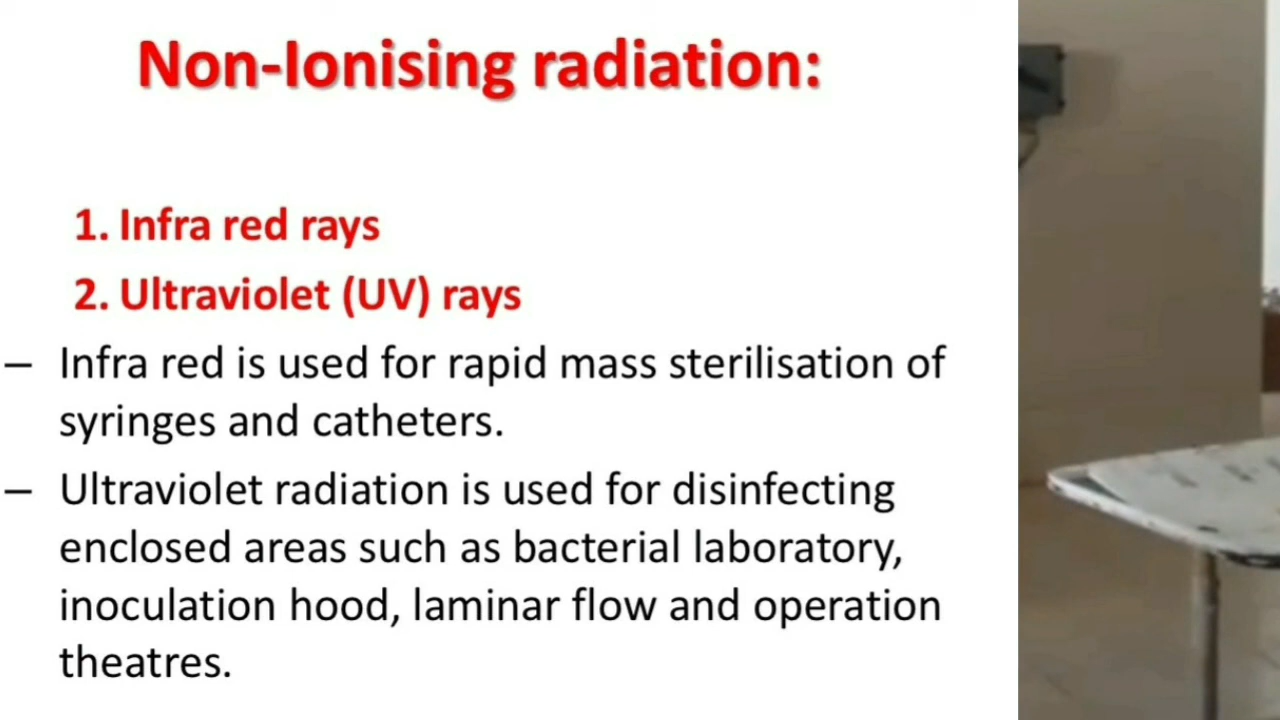 Non-Ionising radiation:
1. Infra red rays
2. Ultraviolet (UV) rays
– Infra red is used for rapid mass sterilisation of
syringes and catheters.
– Ultraviolet radiation is used for disinfecting
enclosed areas such as bacterial laboratory,
inoculation hood, laminar flow and operation
theatres.